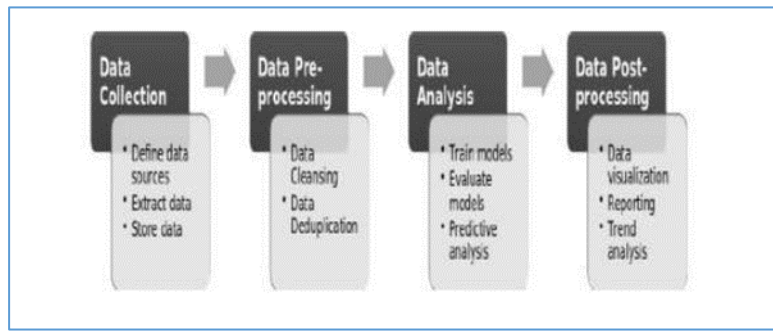 Data
Collection
• Define data
sources
• Extract data
• Store data
Data Pre-
processing
• Data
Cleansing
• Data
Deduplication
Data
Analysis
• Train models
• Evaluate
models
• Predictive
analysis
Data Post-
processing
• Data
visualization
• Reporting
• Trend
analysis